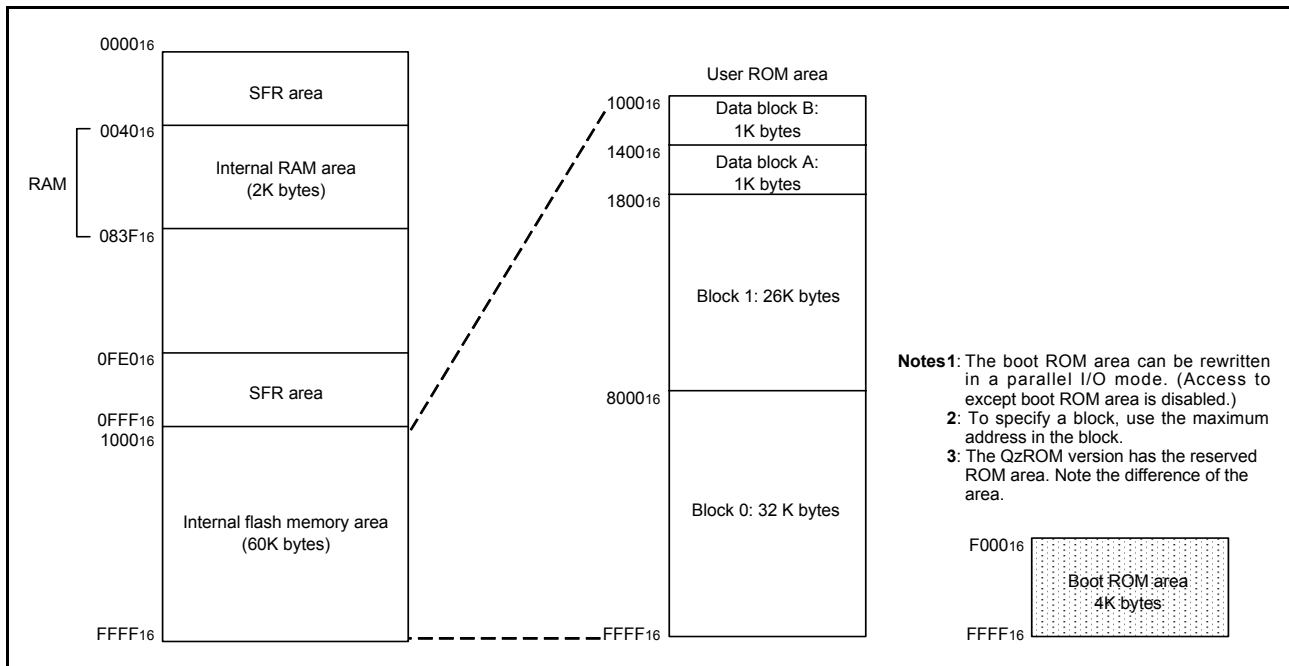 000016
SFR area
004016
RAM
Internal RAM area
(2K bytes)
083F16
0FE016
SFR area
0FFF16
100016
Internal flash memory area
(60K bytes)
FFFF16
User ROM area
100016
Data block B:
1K bytes
140016
Data block A:
1K bytes
180016
Block 1: 26K bytes
800016
Block 0: 32 K bytes
FFFF16
Notes1: The boot ROM area can be rewritten
in a parallel I/O mode. (Access to
except boot ROM area is disabled.)
2: To specify a block, use the maximum
address in the block.
3: The QzROM version has the reserved
ROM area. Note the difference of the
area.
F00016
Boot ROM area
4K bytes
FFFF16